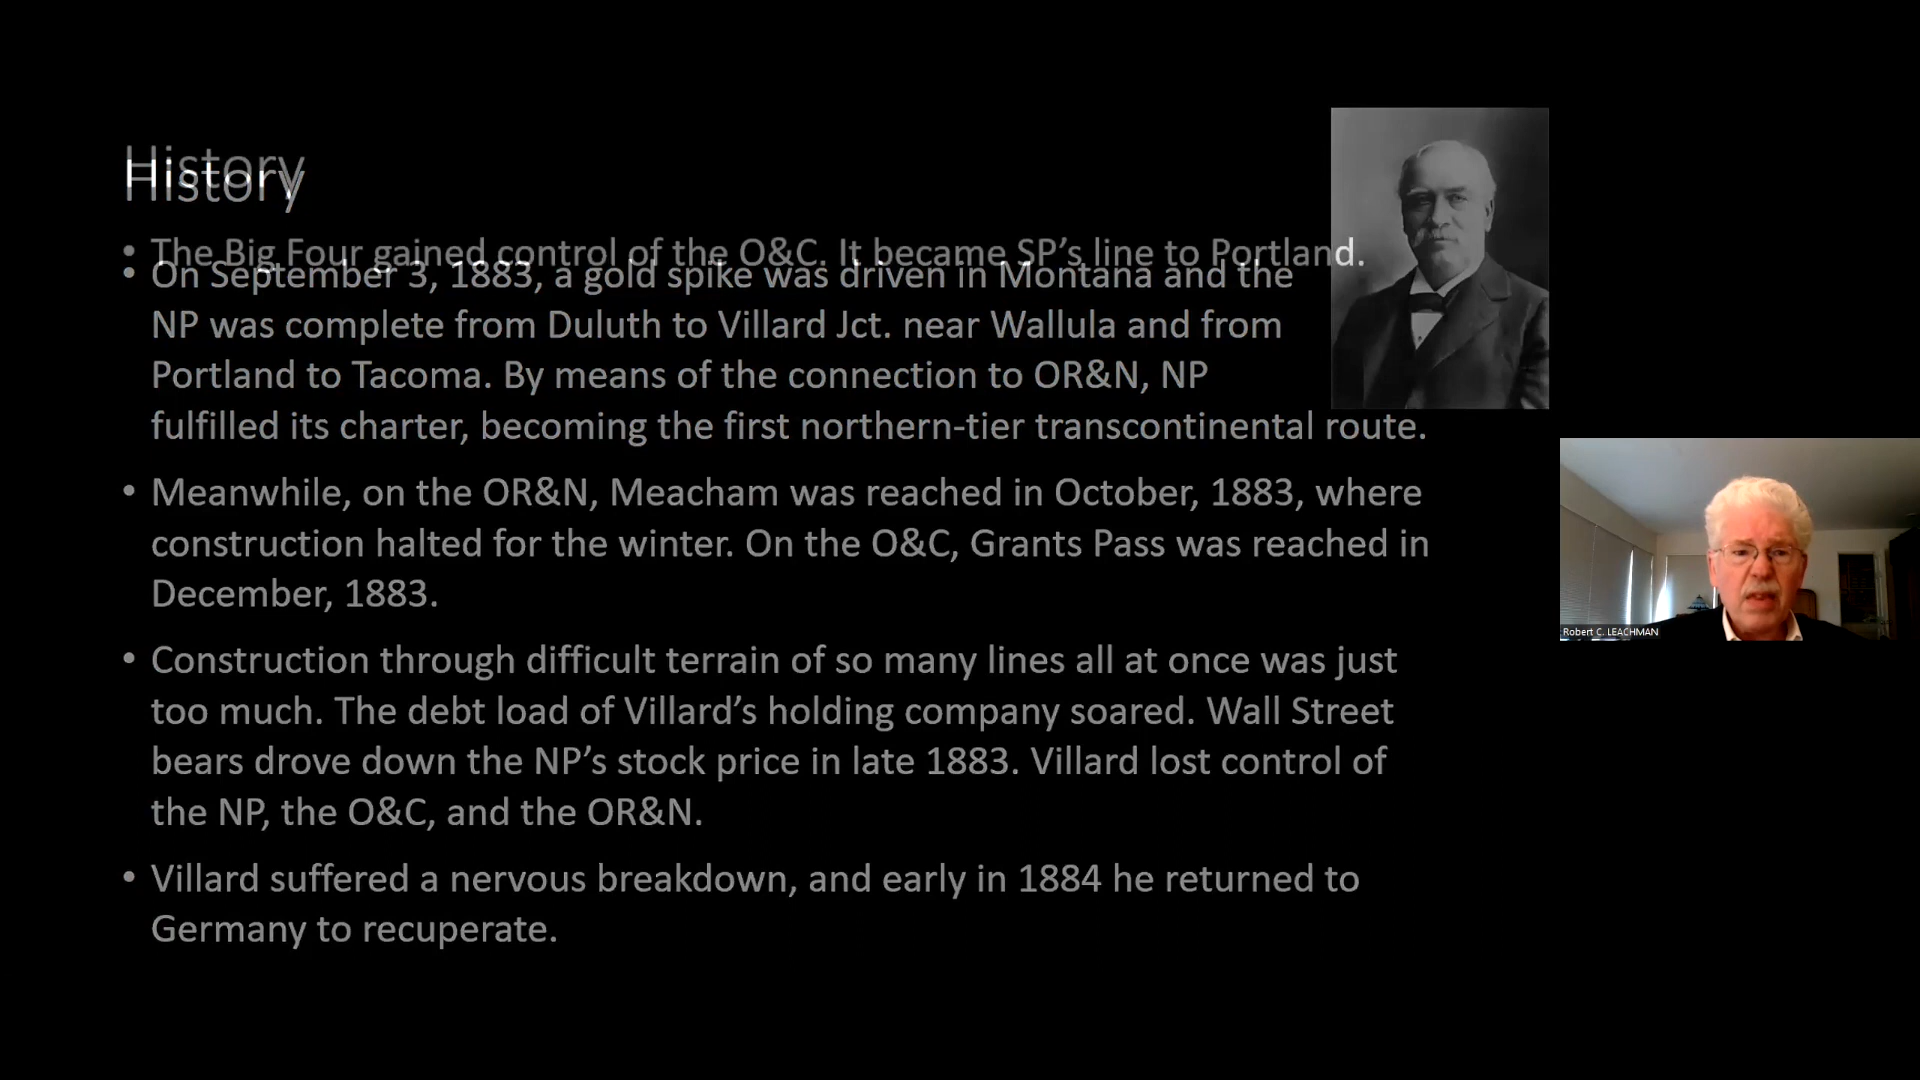 History
History
• The Big Four gained control of the O&C. It became SP’s line to Portland.
• On September 3, 1883, a gold spike was driven in Montana and the
NP was complete from Duluth to Villard Jct. near Wallula and from
Portland to Tacoma. By means of the connection to OR&N, NP
fulfilled its charter, becoming the first northern-tier transcontinental route.
• Meanwhile, on the OR&N, Meacham was reached in October, 1883, where
construction halted for the winter. On the O&C, Grants Pass was reached in
December, 1883.
• Construction through difficult terrain of so many lines all at once was just
too much. The debt load of Villard’s holding company soared. Wall Street
bears drove down the NP’s stock price in late 1883. Villard lost control of
the NP, the O&C, and the OR&N.
• Villard suffered a nervous breakdown, and early in 1884 he returned to
Germany to recuperate.
Robert C. LEACHMAN